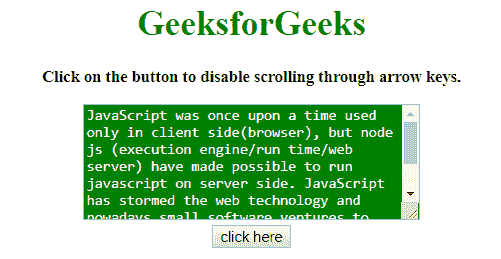 GeeksforGeeks
Click on the button to disable scrolling through arrow keys.
JavaScript was once upon a time used
only in client side(browser), but node
js (execution engine/run time/web
server) have made possible to run
javascript on server side. JavaScript
has stormed the web technology and
nowadays small software ventures to
click here